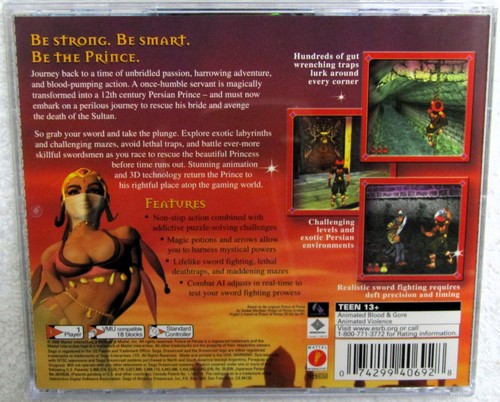 BE STRONG. BE SMART.
BE THE PRINCE.
Journey back to a time of unbridled passion, harrowing adventure,
and blood-pumping action. A once-humble servant is magically
transformed into a 12th century Persian Prince – and must now
embark on a perilous journey to rescue his bride and avenge
the death of the Sultan.
So grab your sword and take the plunge. Explore exotic labyrinths
and challenging mazes, avoid lethal traps, and battle ever-more
skillful swordsmen as you race to rescue the beautiful Princess
before time runs out. Stunning animation
and 3D technology return the Prince to
his rightful place atop the gaming world.
FEATURES
• Non-stop action combined with
addictive puzzle-solving challenges
• Magic potions and arrows allow
you to harness mystical powers
• Lifelike sword fighting, lethal
deathtraps, and maddening mazes
• Combat AI adjusts in real-time to
test your sword fighting prowess
Hundreds of gut
wrenching traps
lurk around
every corner
Challenging
levels and
exotic Persian
environments
Realistic sword fighting requires
deft precision and timing
Player
VMU compatible
18 blocks
Standard
Controller
TEEN 13+
Animated Blood & Gore
Animated Violence
Visit www.esrb.org or call
1-800-771-3772 for Rating information.
0 74299 40692 8